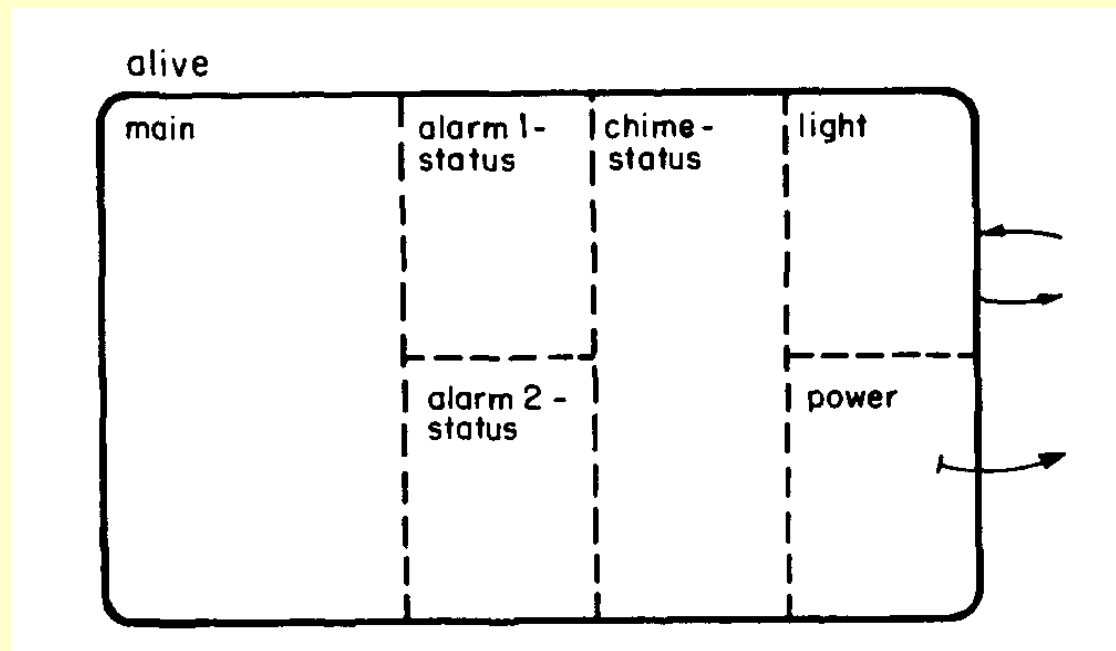 alive
main
alarm 1-
status
chime-
status
light
alarm 2-
status
power